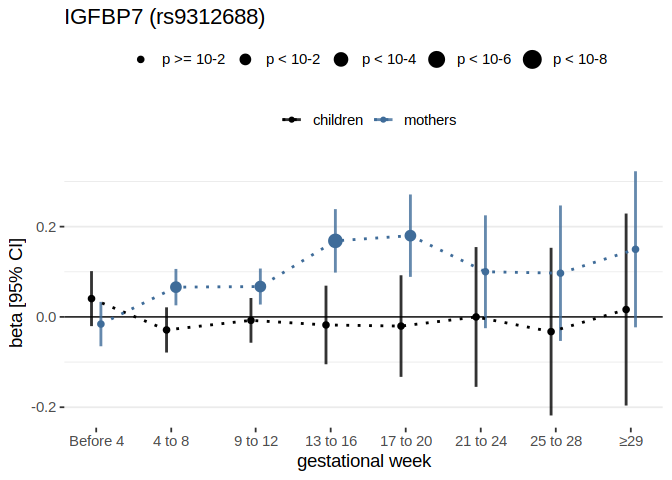 IGFBP7 (rs9312688)
p >= 10-2 p < 10-2 p < 10-4 p < 10-6 p < 10-8
children mothers
beta [95% CI]
0.2
0.0
-0.2
Before 4 4 to 8 9 to 12 13 to 16 17 to 20 21 to 24 25 to 28 ≥29
gestational week